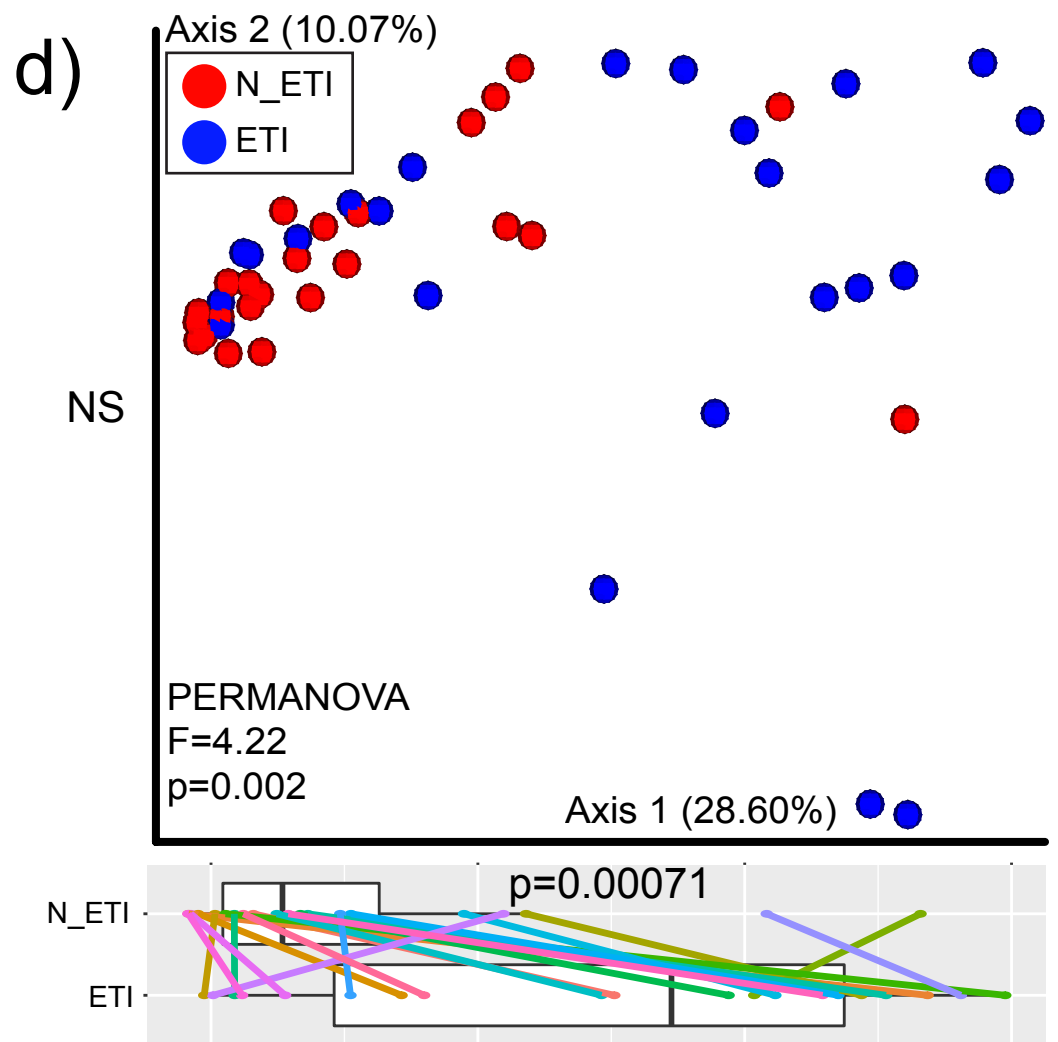 d)
Axis 2 (10.07%)
N_ETI
ETI
NS
PERMANOVA
F=4.22
p=0.002
Axis 1 (28.60%)
p=0.00071
N_ETI
ETI